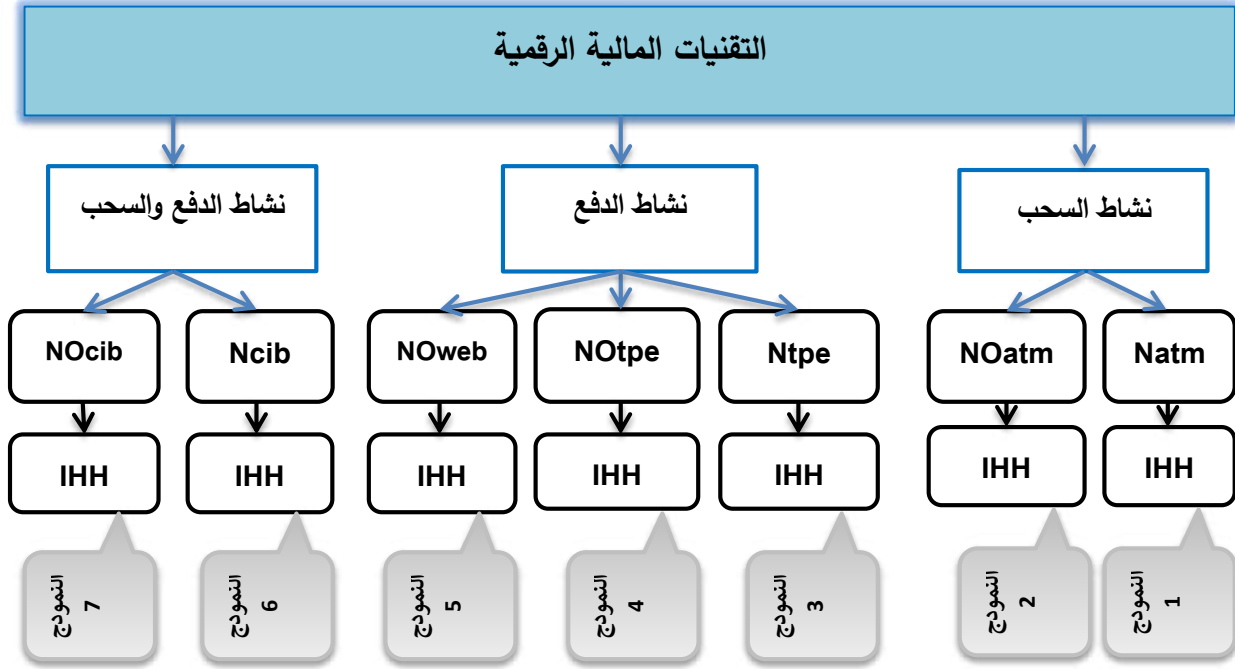 التقنيات المالية الرقمية
نشاط السحب
نشاط الدفع
نشاط الدفع والسحب
Natm
NOatm
Ntpe
NOtpe
NOweb
Ncib
NOcib
IHH
IHH
IHH
IHH
IHH
IHH
IHH
النموذج
1
النموذج
2
النموذج
3
النموذج
4
النموذج
5
النموذج
6
النموذج
7